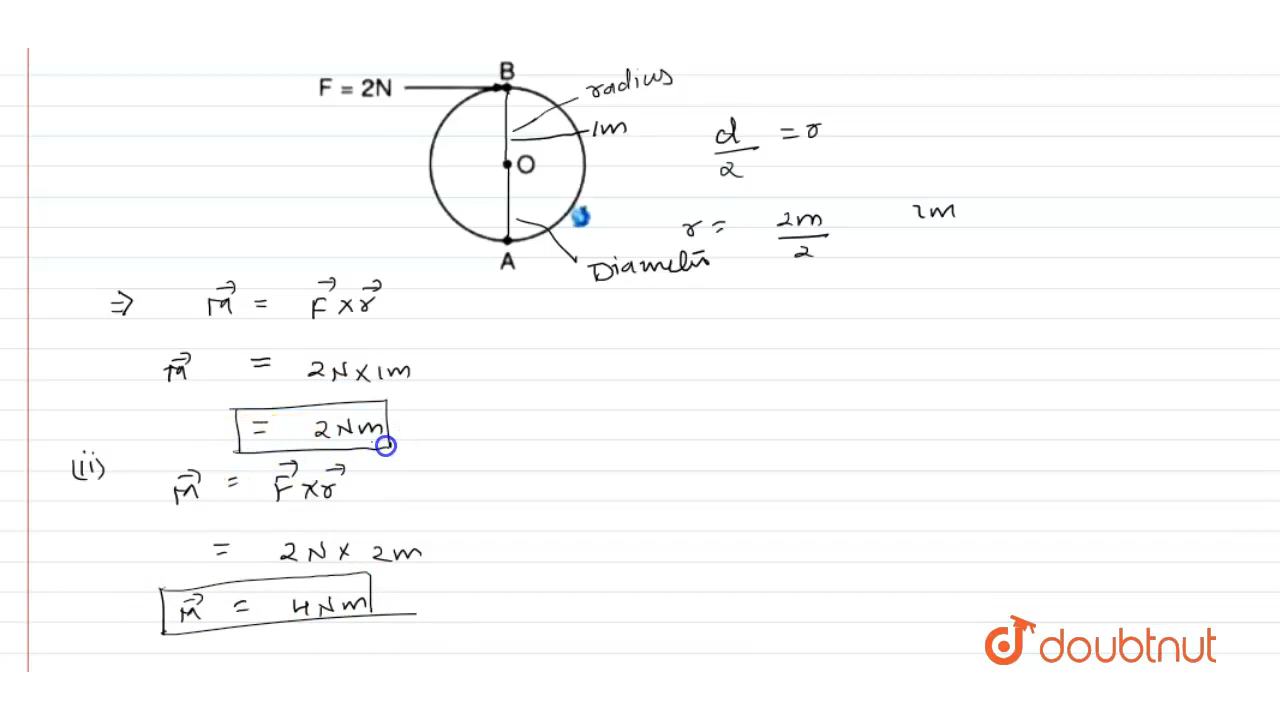 B
F = 2N
radius
1m
d/2 = r
O
r = 2m/2
2m
A
Diameter
⇒ M⃗ = F⃗ × r⃗
M⃗ = 2N × 1m
= 2Nm
(ii) M⃗ = F⃗ × r⃗
= 2N × 2m
M⃗ = 4Nm
doubtnut